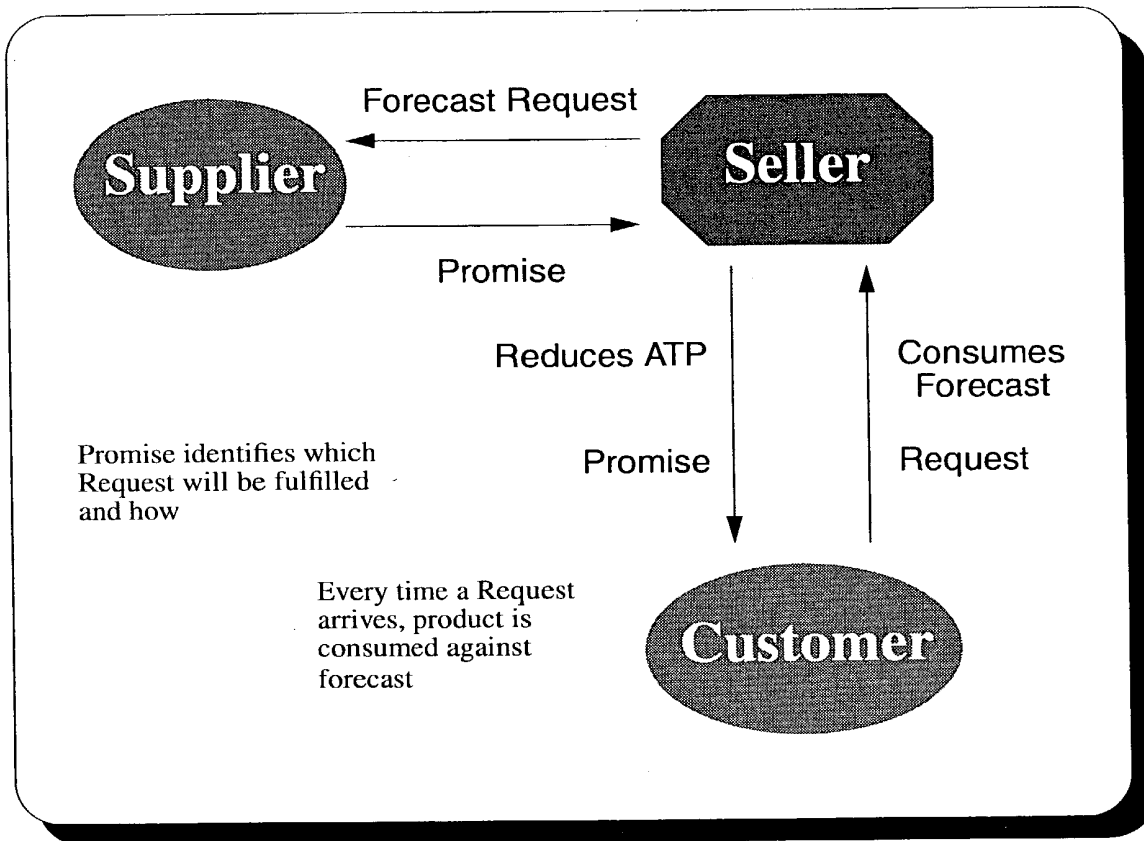 Forecast Request
Supplier
Seller
Promise
Reduces ATP
Consumes
Forecast
Promise
Request
Promise identifies which
Request will be fulfilled
and how
Every time a Request
arrives, product is
consumed against
forecast
Customer